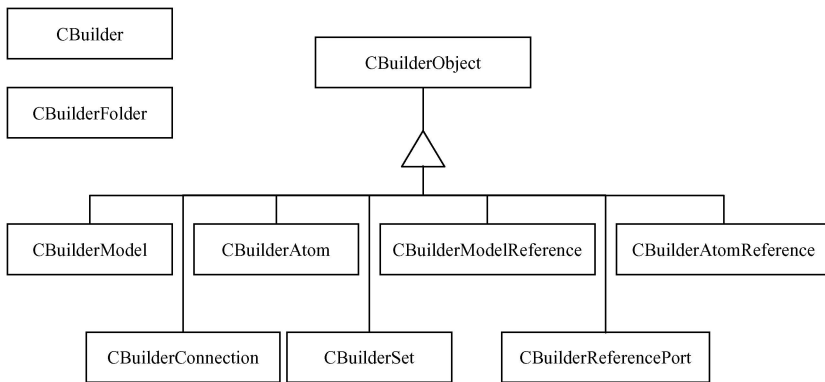 CBuilder
CBuilderObject
CBuilderFolder
CBuilderModel
CBuilderAtom
CBuilderModelReference
CBuilderAtomReference
CBuilderConnection
CBuilderSet
CBuilderReferencePort